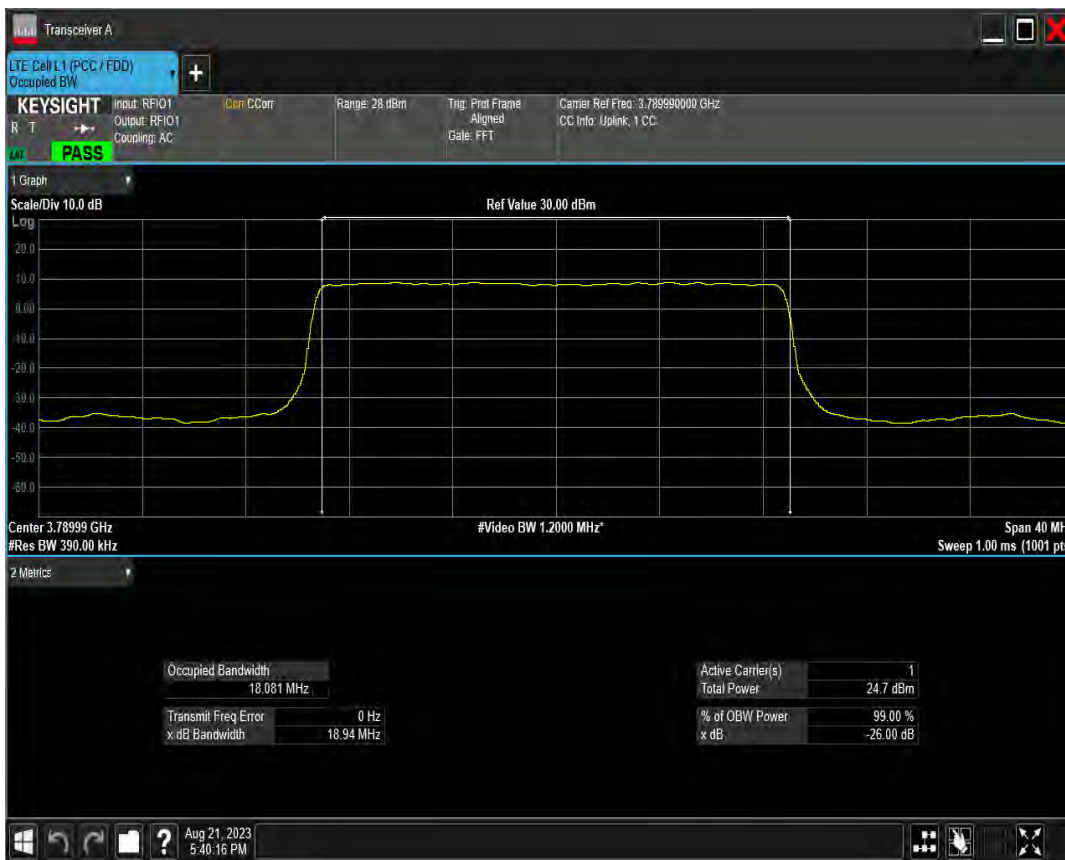 Transceiver A
LTE Cell L1 (PCC / FDD)
Occupied BW
KEYSIGHT
R T
PASS
Input: RFIO1
Output: RFIO1
Coupling: AC
Corr CCorr
Range: 28 dBm
Trig: Prot Frame
Aligned
Gate: FFT
Carrier Ref Freq: 3.789990000 GHz
CC Info: Uplink, 1 CC
1 Graph
Scale/Div 10.0 dB
Ref Value 30.00 dBm
Log
20.0
10.0
0.00
-10.0
-20.0
-30.0
-40.0
-50.0
-60.0
Center 3.78999 GHz
#Video BW 1.2000 MHz*
Span 40 MH
#Res BW 390.00 kHz
Sweep 1.00 ms (1001 pt
2 Metrics
Occupied Bandwidth
18.081 MHz
Transmit Freq Error 0 Hz
x dB Bandwidth 18.94 MHz
Active Carrier(s) 1
Total Power 24.7 dBm
% of OBW Power 99.00 %
x dB -26.00 dB
? Aug 21, 2023
5:40:16 PM